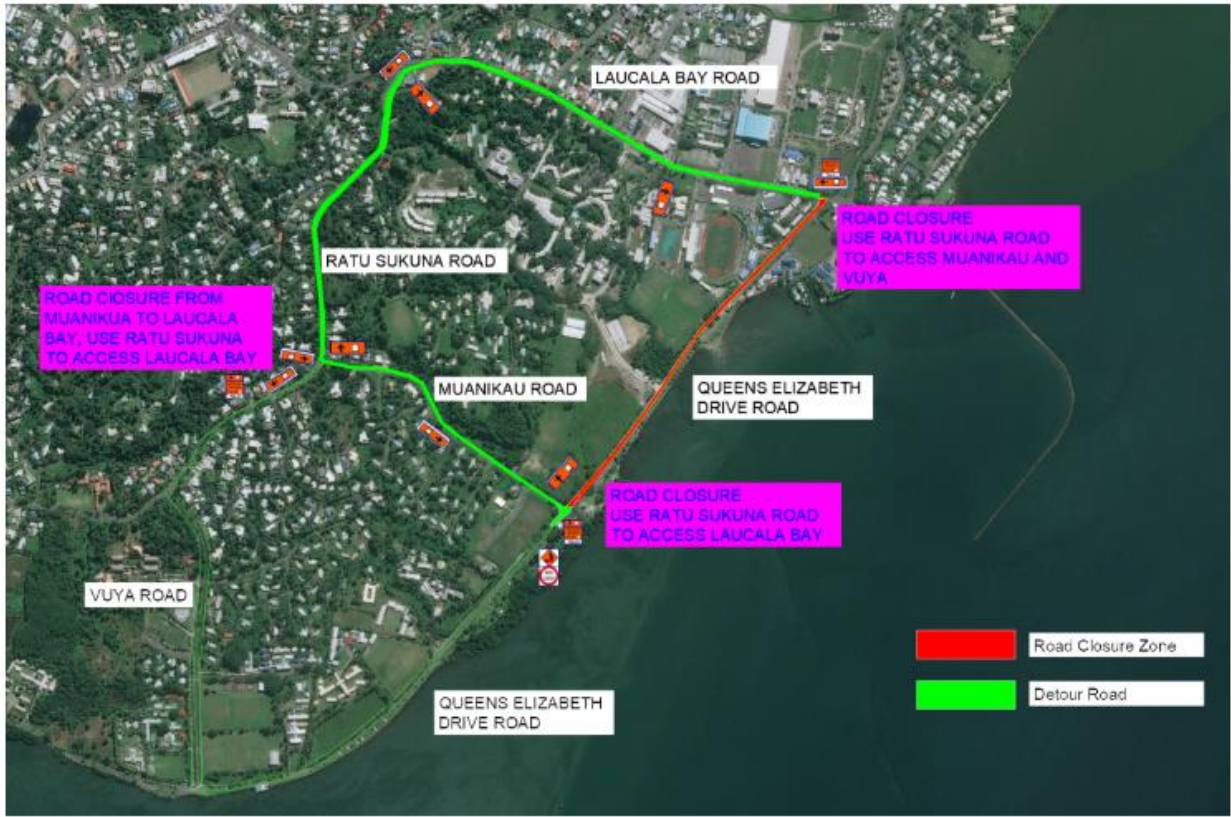 LAUCALA BAY ROAD
ROAD CLOSURE
USE RATU SUKUNA ROAD
TO ACCESS MUANIKAU AND
VUYA
RATU SUKUNA ROAD
ROAD ClOSURE FROM
MUANIKUA TO LAUCALA
BAY, USE RATU SUKUNA
TO ACCESS LAUCALA BAY
MUANIKAU ROAD
QUEENS ELIZABETH
DRIVE ROAD
ROAD CLOSURE
USE RATU SUKUNA ROAD
TO ACCESS LAUCALA BAY
VUYA ROAD
QUEENS ELIZABETH
DRIVE ROAD
Road Closure Zone
Detour Road